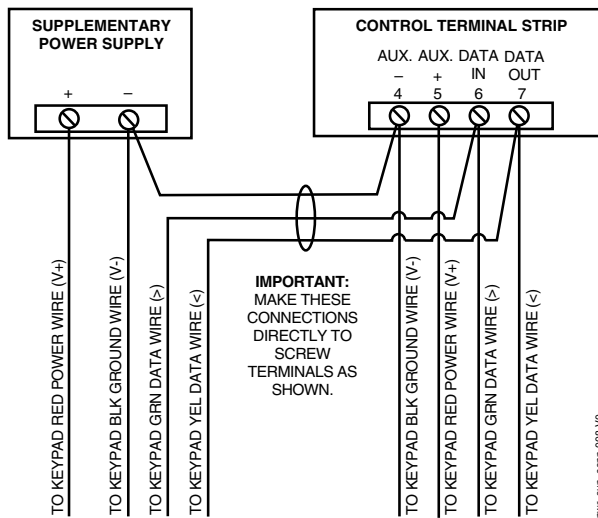 SUPPLEMENTARY
POWER SUPPLY
+ –
CONTROL TERMINAL STRIP
AUX. AUX. DATA DATA
– + IN OUT
4 5 6 7
IMPORTANT:
MAKE THESE
CONNECTIONS
DIRECTLY TO
SCREW
TERMINALS AS
SHOWN.
TO KEYPAD RED POWER WIRE (V+)
TO KEYPAD BLK GROUND WIRE (V-)
TO KEYPAD GRN DATA WIRE (>)
TO KEYPAD YEL DATA WIRE (<)
TO KEYPAD BLK GROUND WIRE (V-)
TO KEYPAD RED POWER WIRE (V+)
TO KEYPAD GRN DATA WIRE (>)
TO KEYPAD YEL DATA WIRE (<)